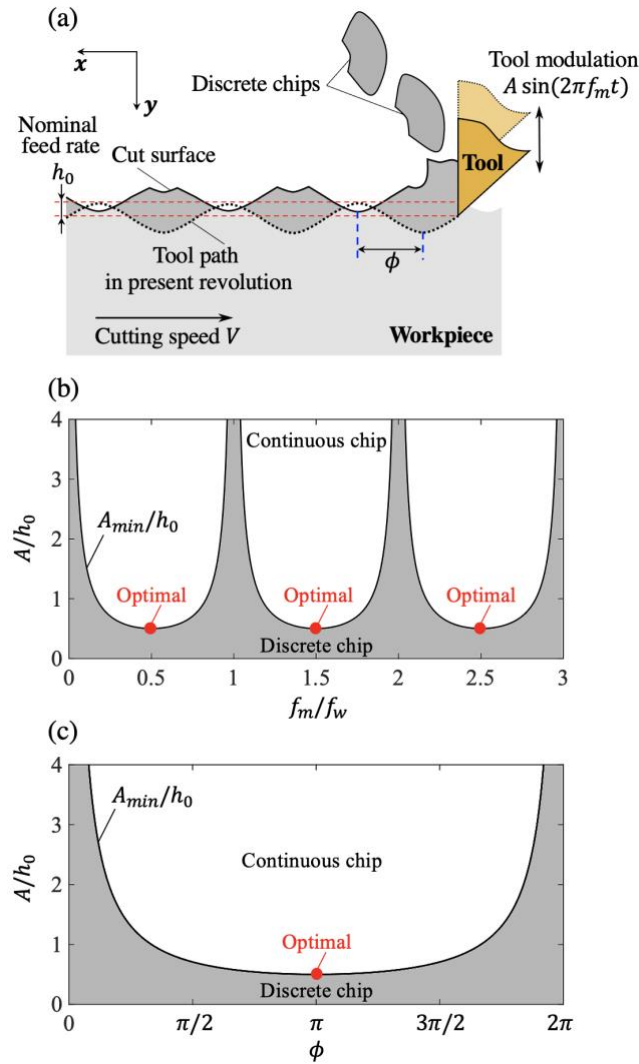 (a)
x
y
Discrete chips
Tool modulation
A sin(2πf_m t)
Nominal
feed rate
h_0
Cut surface
Tool
Tool path
in present revolution
ϕ
Cutting speed V
Workpiece
(b)
A/h_0
4
3
2
1
0
Continuous chip
A_min/h_0
Optimal
Optimal
Optimal
Discrete chip
0
0.5
1
1.5
2
2.5
3
f_m/f_w
(c)
A/h_0
4
3
2
1
0
A_min/h_0
Continuous chip
Optimal
Discrete chip
0
π/2
π
3π/2
2π
ϕ